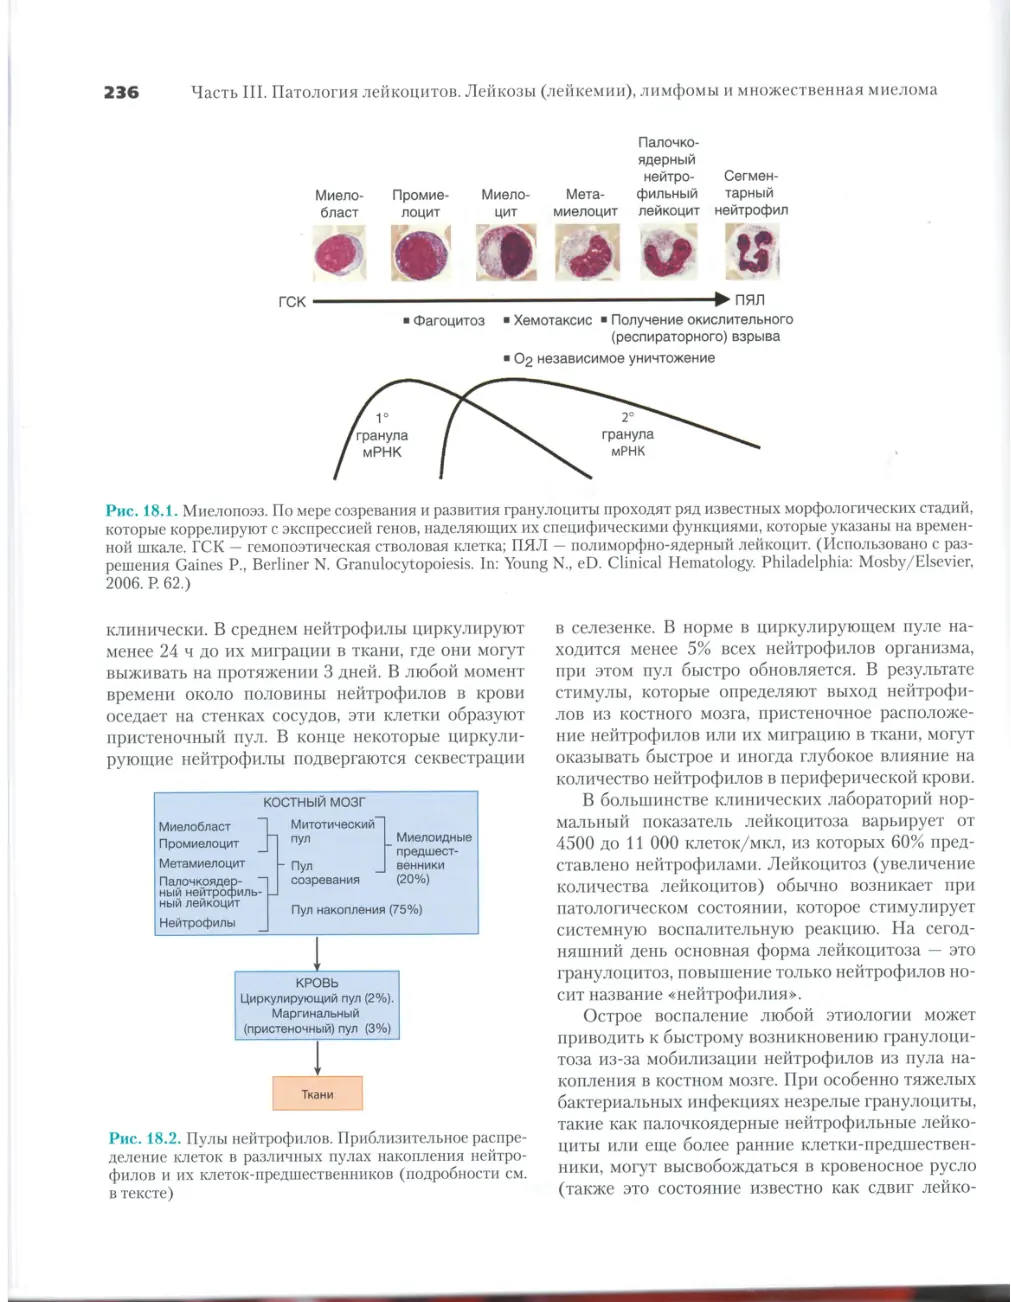 236 Часть III. Патология лейкоцитов. Лейкозы (лейкемии), лимфомы и множественная миелома
Миело-
бласт
Промие-
лоцит
Миело-
цит
Мета-
миелоцит
Палочко-
ядерный
нейтро-
фильный
лейкоцит
Сегмен-
тарный
нейтрофил
ГСК
ПЯЛ
▪ Фагоцитоз
▪ Хемотаксис
▪ Получение окислительного
(респираторного) взрыва
▪ O2 независимое уничтожение
1°
гранула
мРНК
2°
гранула
мРНК
Рис. 18.1. Миелопоэз. По мере созревания и развития гранулоциты проходят ряд известных морфологических стадий,
которые коррелируют с экспрессией генов, наделяющих их специфическими функциями, которые указаны на времен-
ной шкале. ГСК — гемопоэтическая стволовая клетка; ПЯЛ — полиморфно-ядерный лейкоцит. (Использовано с раз-
решения Gaines P., Berliner N. Granulocytopoiesis. In: Young N., eD. Clinical Hematology. Philadelphia: Mosby/Elsevier,
2006. P. 62.)
клинически. В среднем нейтрофилы циркулируют
менее 24 ч до их миграции в ткани, где они могут
выживать на протяжении 3 дней. В любой момент
времени около половины нейтрофилов в крови
оседает на стенках сосудов, эти клетки образуют
пристеночный пул. В конце некоторые циркули-
рующие нейтрофилы подвергаются секвестрации
КОСТНЫЙ МОЗГ
Миелобласт
Промиелоцит
Метамиелоцит
Палочкоядер-
ный нейтрофиль-
ный лейкоцит
Нейтрофилы
Митотический
пул
Пул
созревания
Миелоидные
предшест-
венники
(20%)
Пул накопления (75%)
КРОВЬ
Циркулирующий пул (2%).
Маргинальный
(пристеночный) пул (3%)
Ткани
Рис. 18.2. Пулы нейтрофилов. Приблизительное распре-
деление клеток в различных пулах накопления нейтро-
филов и их клеток-предшественников (подробности см.
в тексте)
в селезенке. В норме в циркулирующем пуле на-
ходится менее 5% всех нейтрофилов организма,
при этом пул быстро обновляется. В результате
стимулы, которые определяют выход нейтрофи-
лов из костного мозга, пристеночное расположе-
ние нейтрофилов или их миграцию в ткани, могут
оказывать быстрое и иногда глубокое влияние на
количество нейтрофилов в периферической крови.
В большинстве клинических лабораторий нор-
мальный показатель лейкоцитоза варьирует от
4500 до 11 000 клеток/мкл, из которых 60% пред-
ставлено нейтрофилами. Лейкоцитоз (увеличение
количества лейкоцитов) обычно возникает при
патологическом состоянии, которое стимулирует
системную воспалительную реакцию. На сегод-
няшний день основная форма лейкоцитоза — это
гранулоцитоз, повышение только нейтрофилов но-
сит название «нейтрофилия».
Острое воспаление любой этиологии может
приводить к быстрому возникновению гранулоци-
тоза из-за мобилизации нейтрофилов из пула на-
копления в костном мозге. При особенно тяжелых
бактериальных инфекциях незрелые гранулоциты,
такие как палочкоядерные нейтрофильные лейко-
циты или еще более ранние клетки-предшествен-
ники, могут высвобождаться в кровеносное русло
(также это состояние известно как сдвиг лейко-